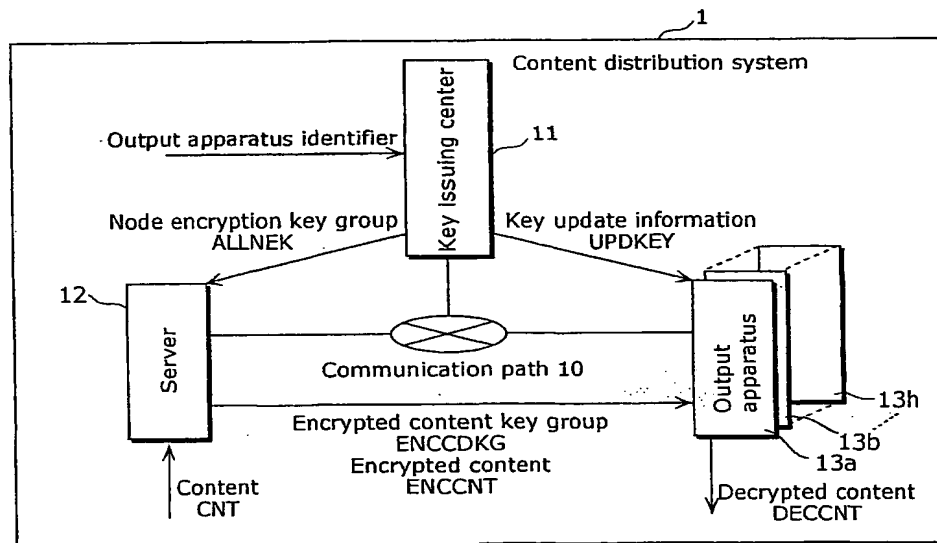 1
Content distribution system
Key issuing center
11
Output apparatus identifier
Node encryption key group
ALLNEK
Key update information
UPDKEY
12
Server
Communication path 10
Output
apparatus
Encrypted content key group
ENCCDKG
Encrypted content
ENCCNT
13h
13b
13a
Content
CNT
Decrypted content
DECCNT